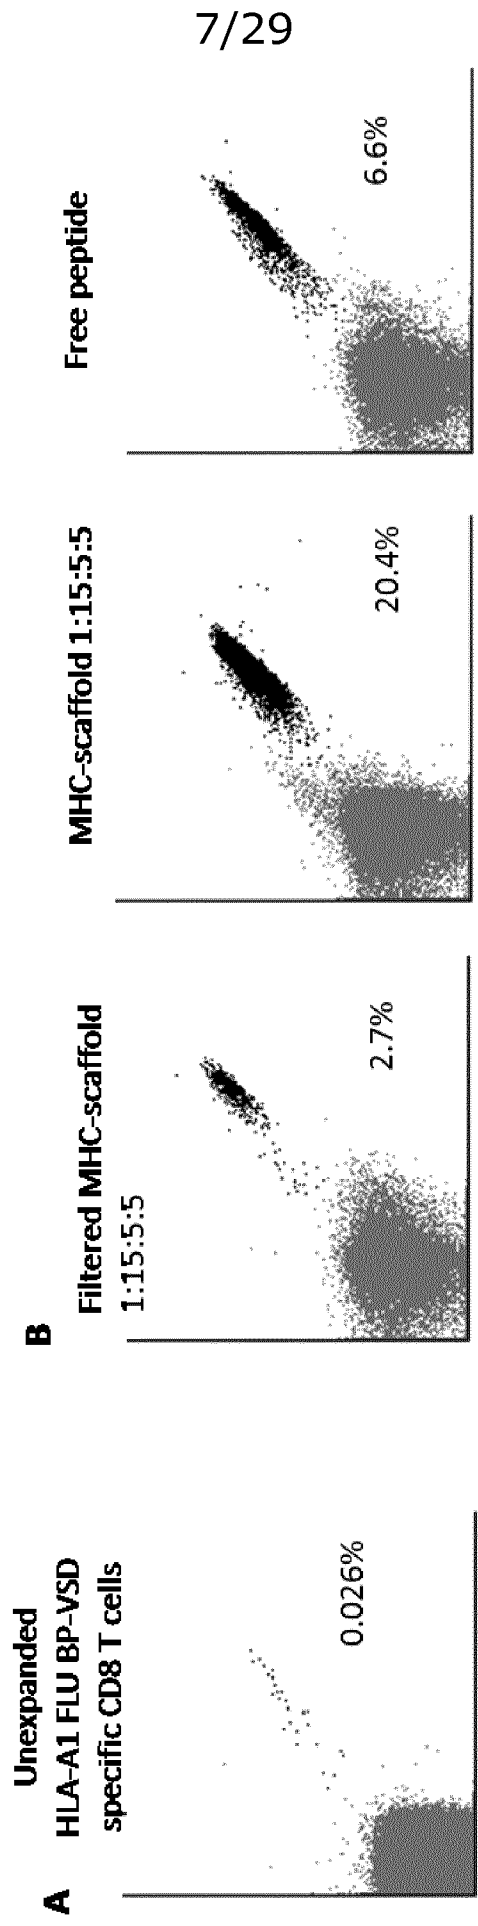 7/29
A
Unexpanded
HLA-A1 FLU BP-VSD
specific CD8 T cells
0.026%
B
Filtered MHC-scaffold
1:15:5:5
2.7%
MHC-scaffold 1:15:5:5
20.4%
Free peptide
6.6%